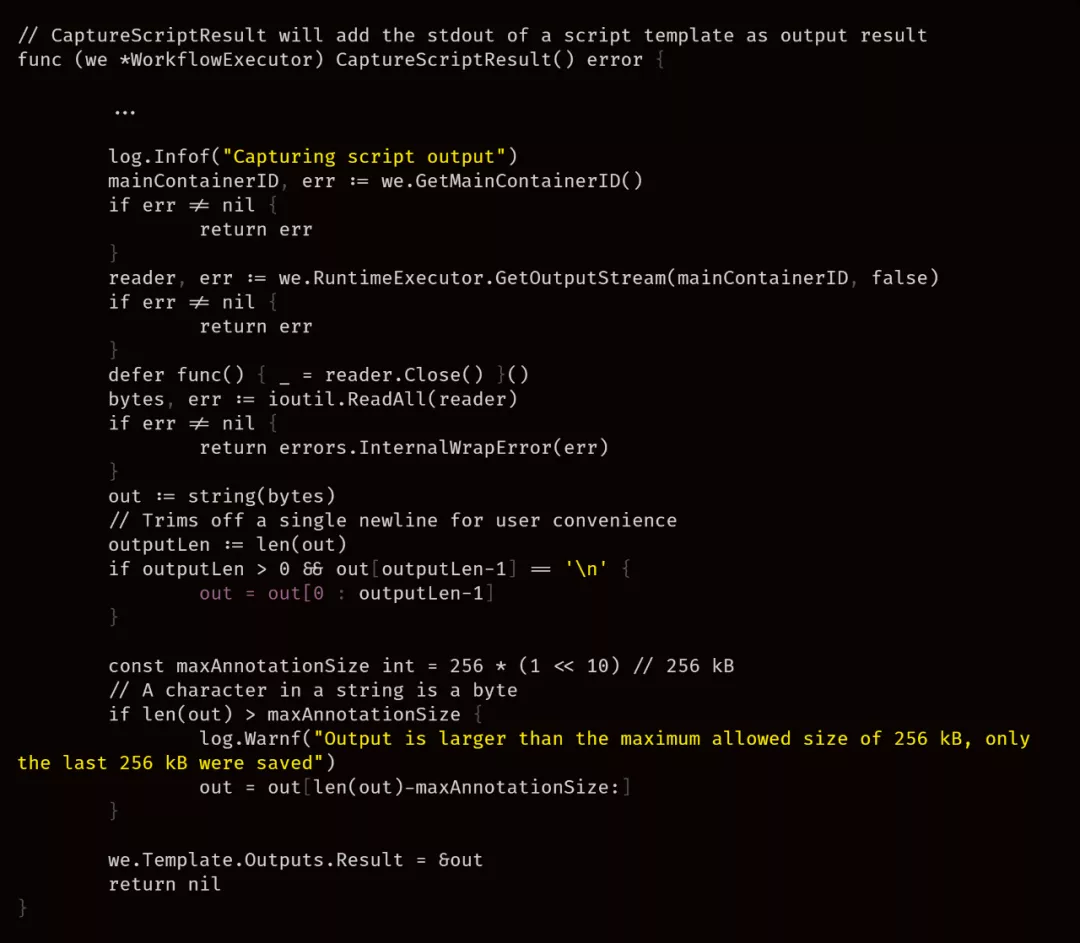 // CaptureScriptResult will add the stdout of a script template as output result
func (we *WorkflowExecutor) CaptureScriptResult() error {
...
log.Infof("Capturing script output")
mainContainerID, err := we.GetMainContainerID()
if err != nil {
return err
}
reader, err := we.RuntimeExecutor.GetOutputStream(mainContainerID, false)
if err != nil {
return err
}
defer func() { _ = reader.Close() }()
bytes, err := ioutil.ReadAll(reader)
if err != nil {
return errors.InternalWrapError(err)
}
out := string(bytes)
// Trims off a single newline for user convenience
outputLen := len(out)
if outputLen > 0 && out[outputLen-1] == '\n' {
out = out[0 : outputLen-1]
}
const maxAnnotationSize int = 256 * (1 << 10) // 256 kB
// A character in a string is a byte
if len(out) > maxAnnotationSize {
log.Warnf("Output is larger than the maximum allowed size of 256 kB, only
the last 256 kB were saved")
out = out[len(out)-maxAnnotationSize:]
}
we.Template.Outputs.Result = &out
return nil
}